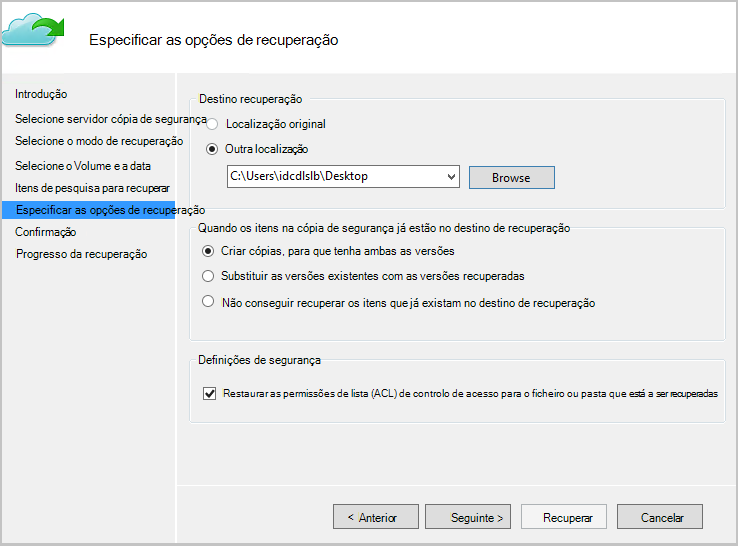 Especificar as opções de recuperação
Introdução
Selecione servidor cópia de segurança
Selecione o modo de recuperação
Selecione o Volume e a data
Itens de pesquisa para recuperar
Especificar as opções de recuperação
Confirmação
Progresso da recuperação
Destino recuperação
Localização original
Outra localização
C:\Users\idcdlslb\Desktop
Browse
Quando os itens na cópia de segurança já estão no destino de recuperação
Criar cópias, para que tenha ambas as versões
Substituir as versões existentes com as versões recuperadas
Não conseguir recuperar os itens que já existam no destino de recuperação
Definições de segurança
Restaurar as permissões de lista (ACL) de controlo de acesso para o ficheiro ou pasta que está a ser recuperadas
< Anterior
Seguinte >
Recuperar
Cancelar